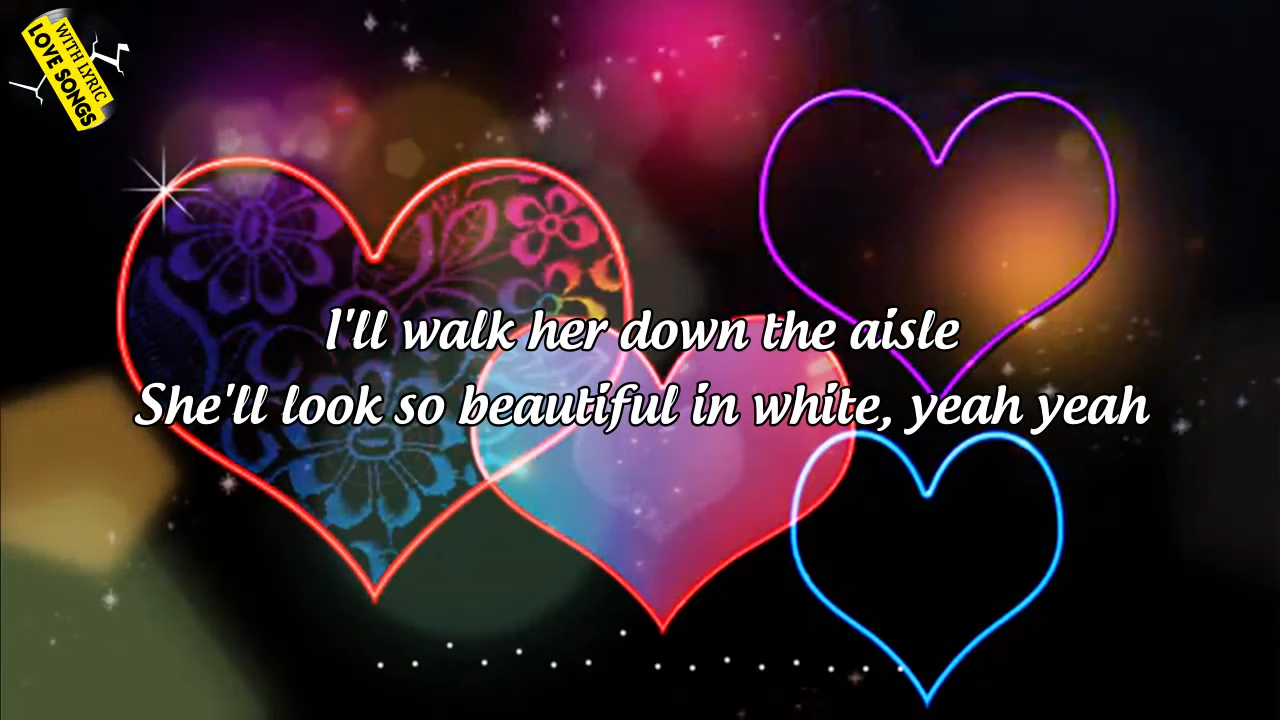 WITH LYRIC
LOVE SONGS
I'll walk her down the aisle
She'll look so beautiful in white, yeah yeah